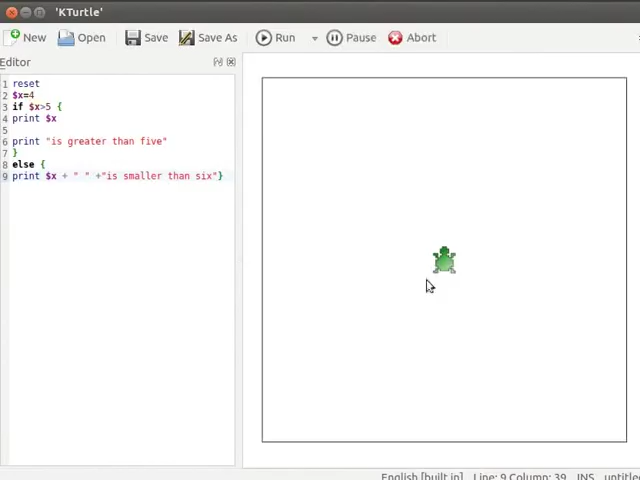 'KTurtle'
New Open Save Save As Run Pause Abort
Editor
1 reset
2 $x=4
3 if $x>5 {
4 print $x
5
6 print "is greater than five"
7 }
8 else {
9 print $x + " " +"is smaller than six"}
English [built in] Line: 9 Column: 39 INS untitle